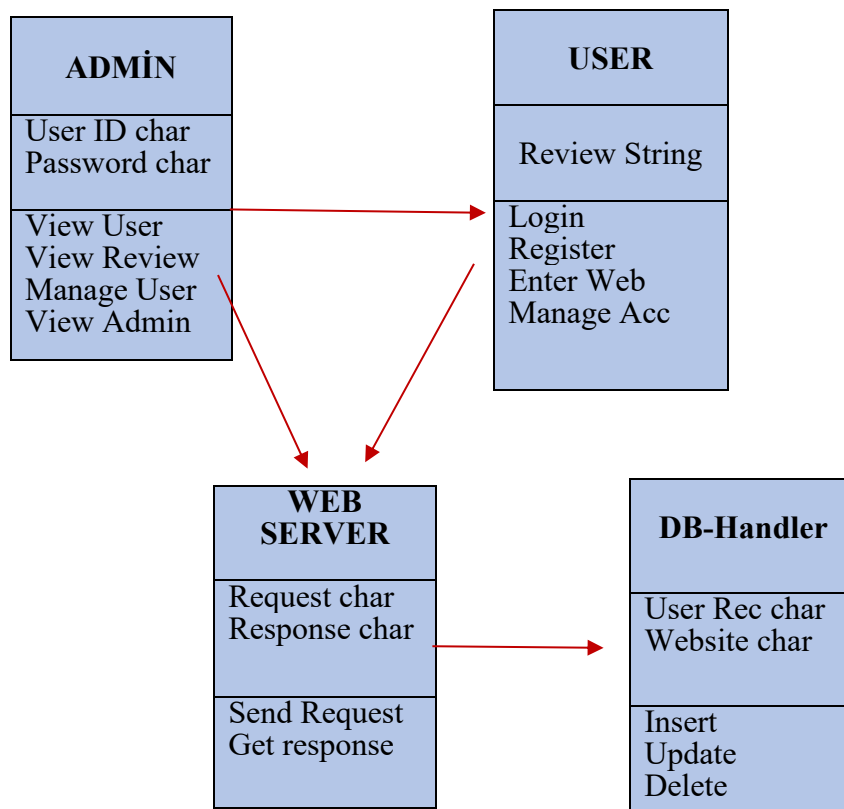 ADMİN
User ID char
Password char
View User
View Review
Manage User
View Admin
USER
Review String
Login
Register
Enter Web
Manage Acc
WEB
SERVER
Request char
Response char
Send Request
Get response
DB-Handler
User Rec char
Website char
Insert
Update
Delete